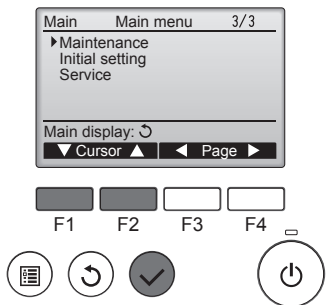 Main Main menu 3/3
Maintenance
Initial setting
Service
Main display:
Cursor Page
F1 F2 F3 F4